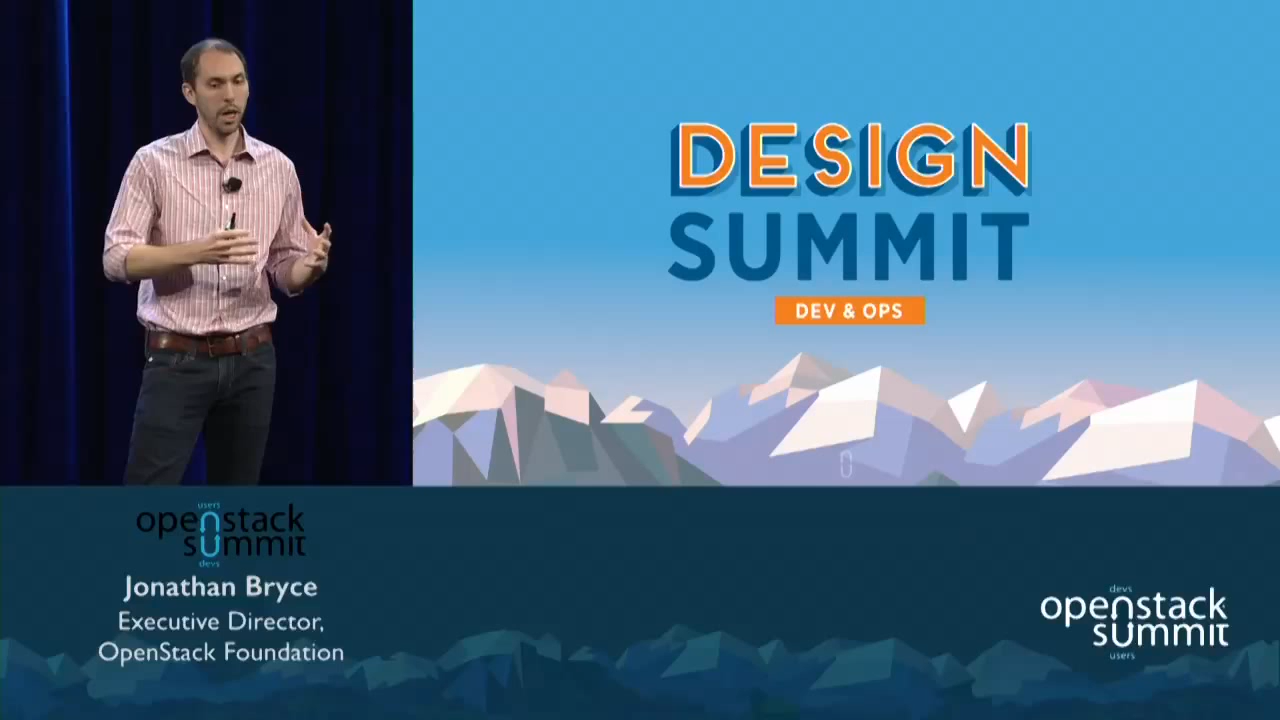 DESIGN
SUMMIT
DEV & OPS
users
openstack
summit
devs
Jonathan Bryce
Executive Director,
OpenStack Foundation
devs
openstack
summit
users